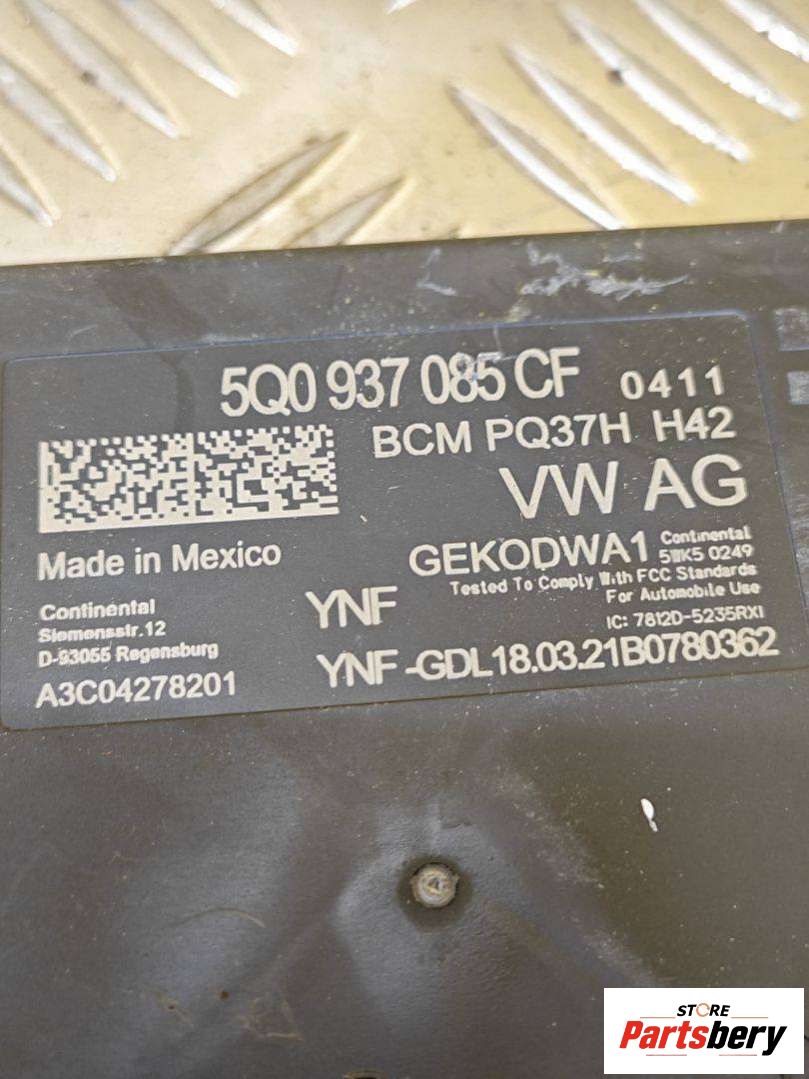 5Q0 937 085 CF 0411
BCM PQ37H H42
VW AG
Made in Mexico
GEKODWA1
Continental
5WK5 0249
Tested To Comply With FCC Standards
For Automobile Use
Continental
Siemensstr.12
D-93055 Regensburg
YNF
IC: 7812D-5235RXI
A3C04278201
YNF-GDL18.03.21B0780362
STORE
Partsbery